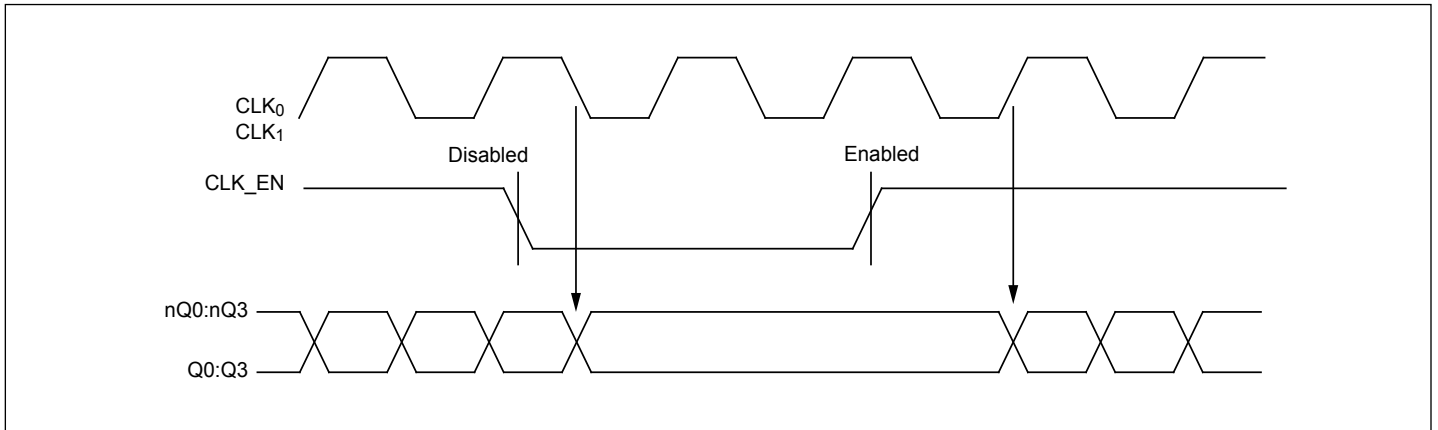 CLK0
CLK1
Disabled
Enabled
CLK_EN
nQ0:nQ3
Q0:Q3